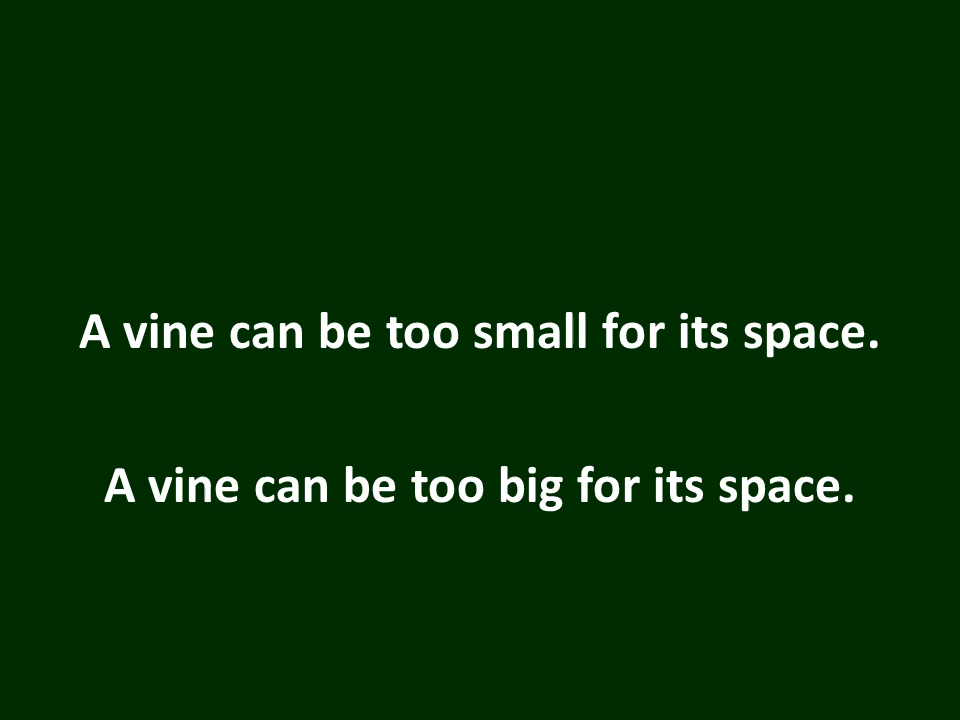 A vine can be too small for its space.
A vine can be too big for its space.